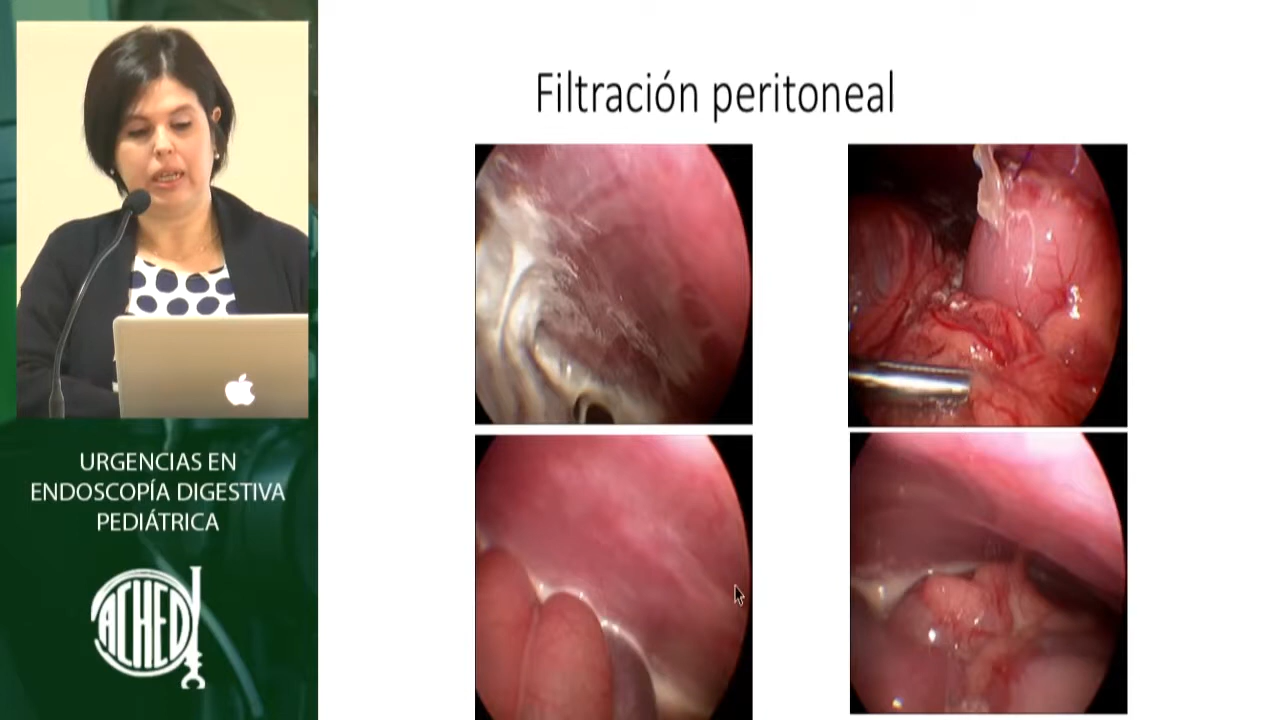 Filtración peritoneal
URGENCIAS EN
ENDOSCOPÍA DIGESTIVA
PEDIÁTRICA
ACHED